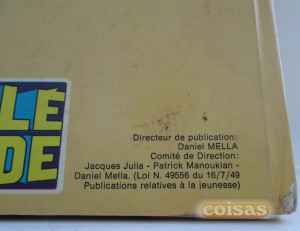 LE
DE
Directeur de publication:
Daniel MELLA
Comité de Direction:
Jacques Julia - Patrick Manoukian -
Daniel Mella. (Loi N. 49556 du 16/7/49
Publications relatives à la jeunesse)
coisas